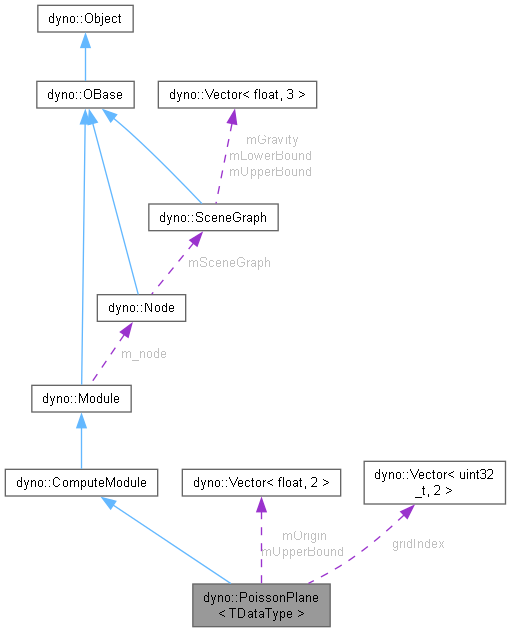 dyno::Object
dyno::OBase
dyno::Vector< float, 3 >
mGravity
mLowerBound
mUpperBound
dyno::SceneGraph
mSceneGraph
dyno::Node
m_node
dyno::Module
dyno::ComputeModule
dyno::Vector< float, 2 >
dyno::Vector< uint32
_t, 2 >
mOrigin
mUpperBound
gridIndex
dyno::PoissonPlane
< TDataType >